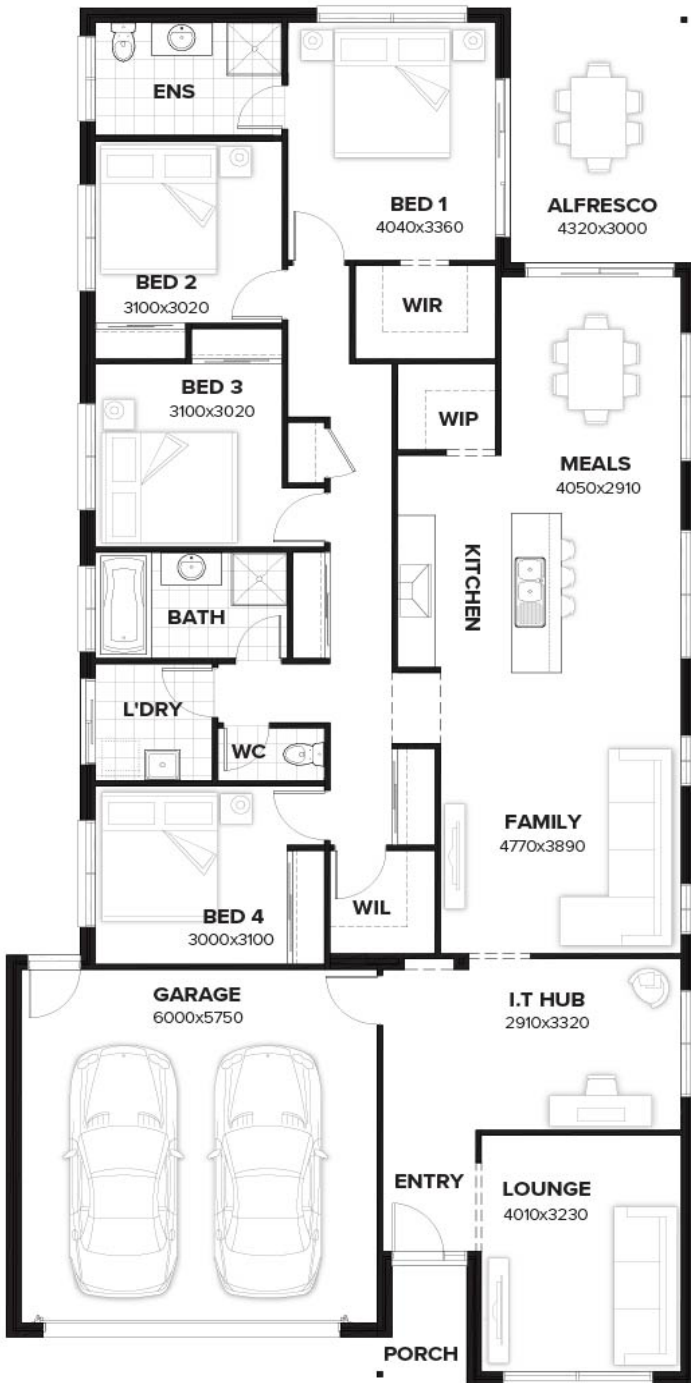 ENS
BED 1
4040x3360
ALFRESCO
4320x3000
BED 2
3100x3020
WIR
BED 3
3100x3020
WIP
MEALS
4050x2910
KITCHEN
BATH
L'DRY
WC
FAMILY
4770x3890
BED 4
3000x3100
WIL
GARAGE
6000x5750
I.T HUB
2910x3320
ENTRY
LOUNGE
4010x3230
PORCH